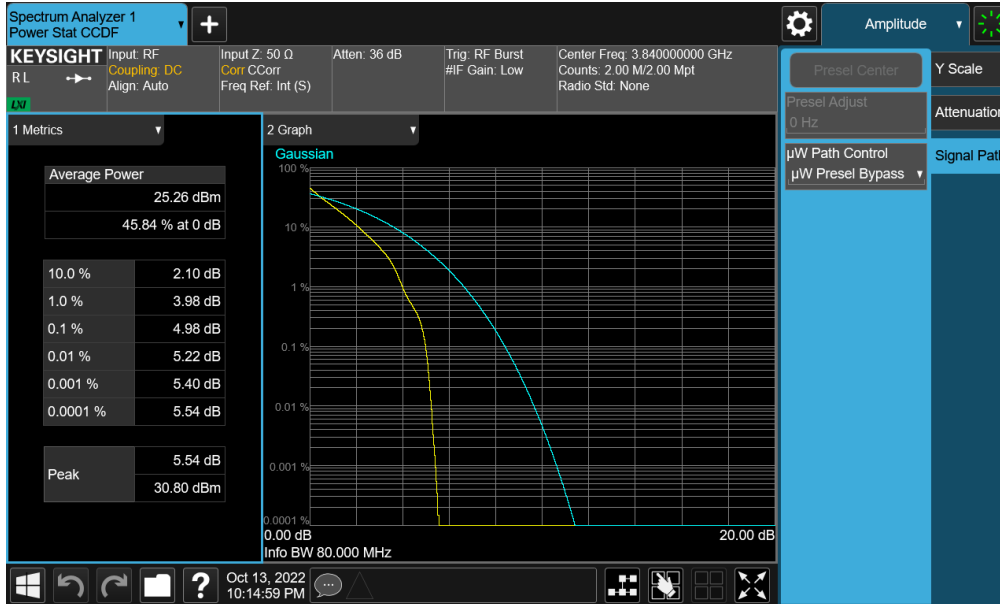 Spectrum Analyzer 1
Power Stat CCDF
Amplitude
KEYSIGHT
R L
LXI
Input: RF
Coupling: DC
Align: Auto
Input Z: 50 Ω
Corr CCorr
Freq Ref: Int (S)
Atten: 36 dB
Trig: RF Burst
#IF Gain: Low
Center Freq: 3.840000000 GHz
Counts: 2.00 M/2.00 Mpt
Radio Std: None
Presel Center
Presel Adjust
0 Hz
µW Path Control
µW Presel Bypass
Y Scale
Attenuation
Signal Path
1 Metrics
Average Power
25.26 dBm
45.84 % at 0 dB
10.0 % 2.10 dB
1.0 % 3.98 dB
0.1 % 4.98 dB
0.01 % 5.22 dB
0.001 % 5.40 dB
0.0001 % 5.54 dB
Peak
5.54 dB
30.80 dBm
2 Graph
Gaussian
100 %
10 %
1 %
0.1 %
0.01 %
0.001 %
0.0001 %
0.00 dB 20.00 dB
Info BW 80.000 MHz
?
Oct 13, 2022
10:14:59 PM